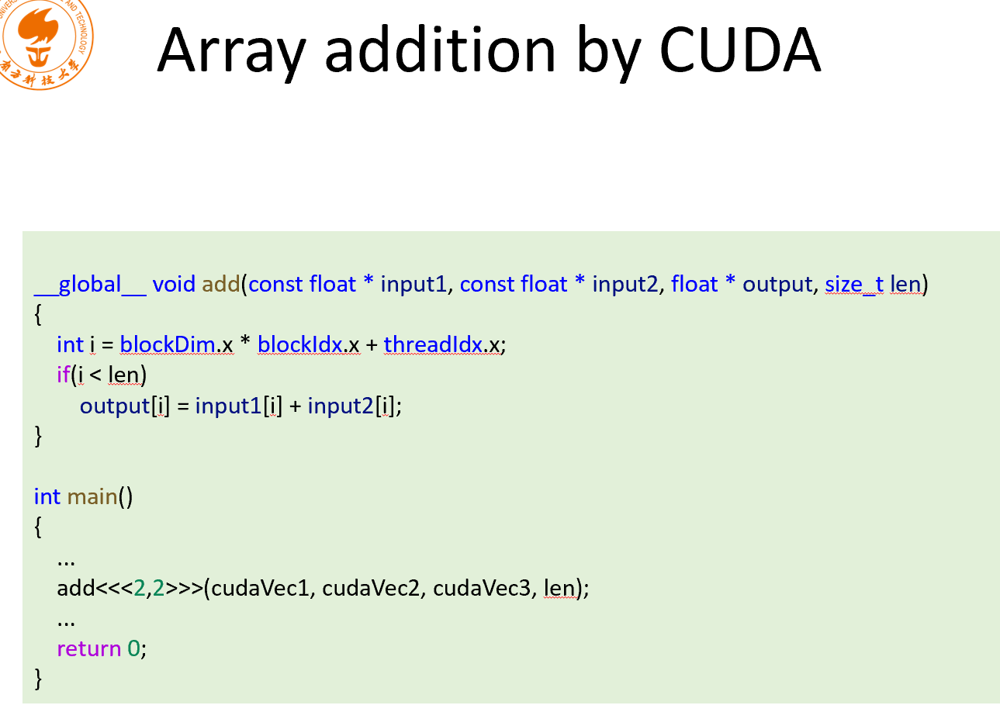 UNIVERS
AND TECHNOLOGY
南方科技大学
Array addition by CUDA
__global__ void add(const float * input1, const float * input2, float * output, size_t len)
{
int i = blockDim.x * blockIdx.x + threadIdx.x;
if(i < len)
output[i] = input1[i] + input2[i];
}
int main()
{
...
add<<<2,2>>>(cudaVec1, cudaVec2, cudaVec3, len);
...
return 0;
}